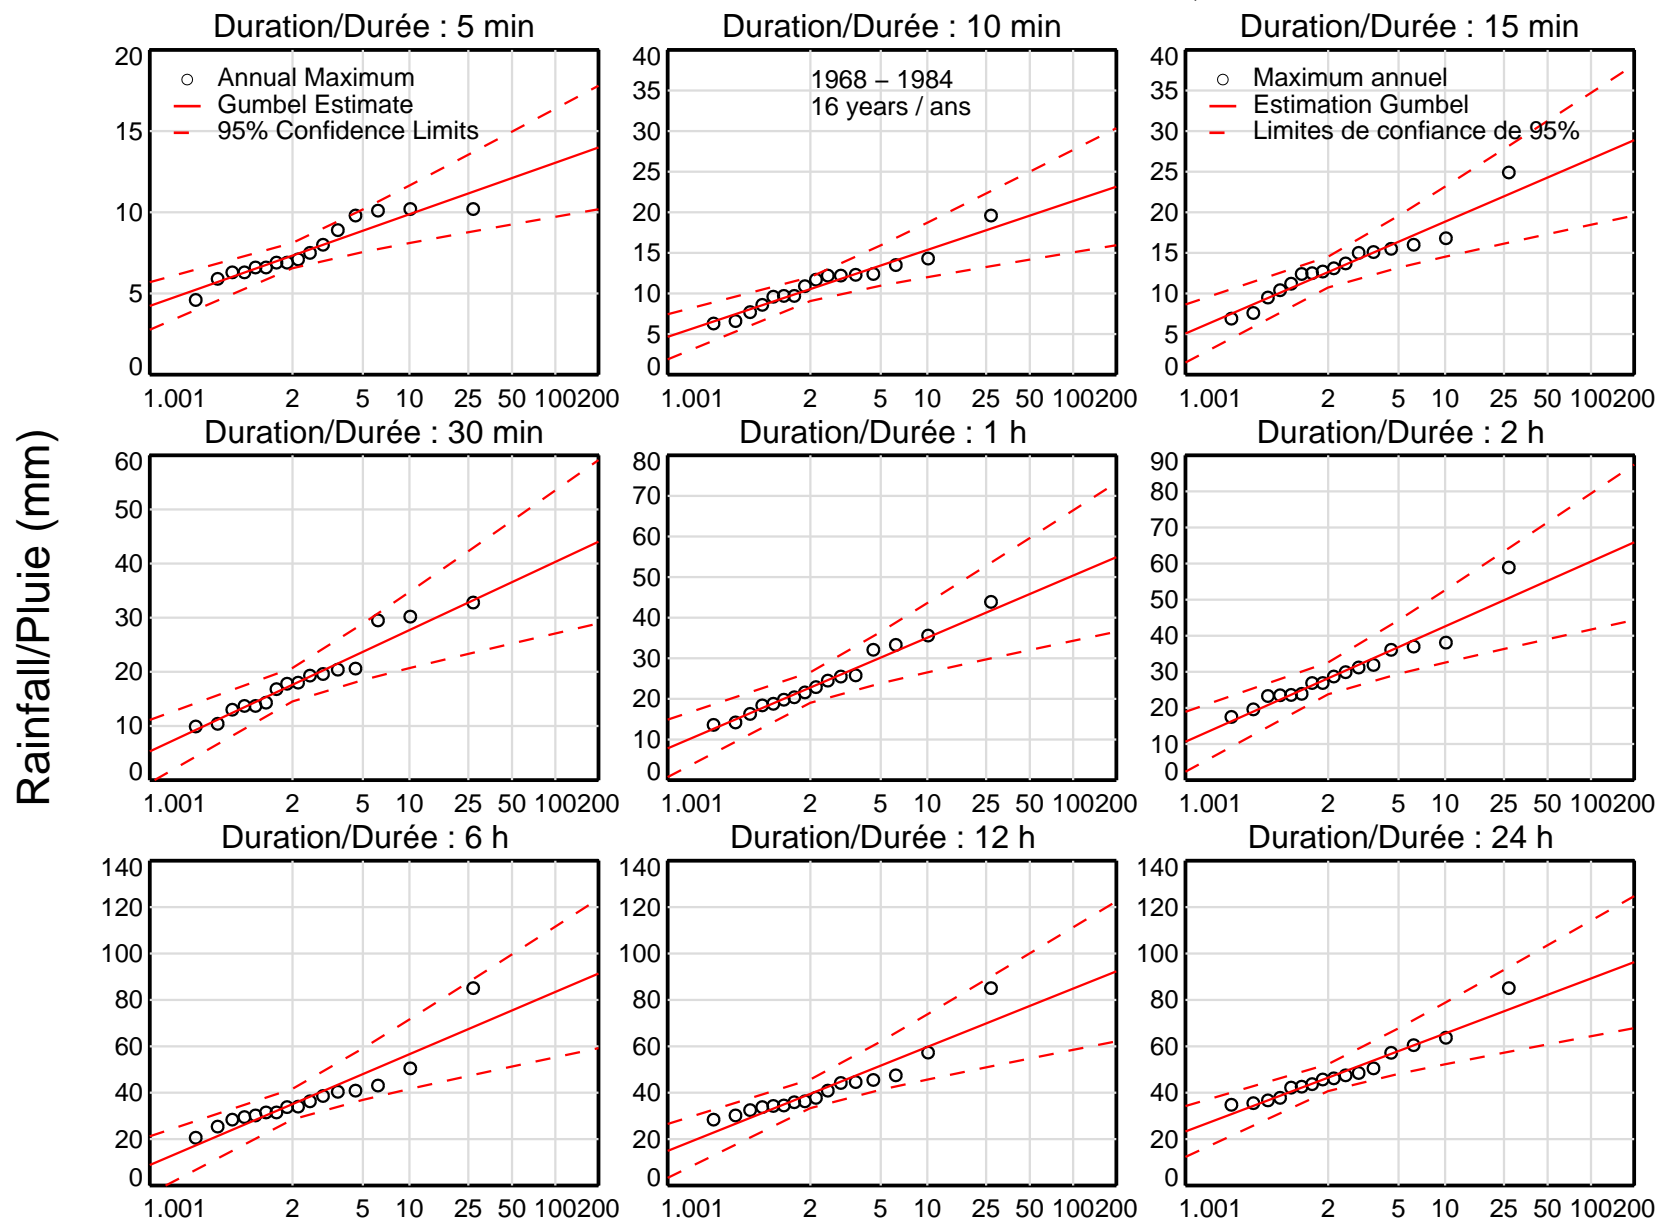 Rainfall/Pluie (mm)
Duration/Durée : 5 min
20
15
10
5
0
Annual Maximum
Gumbel Estimate
95% Confidence Limits
1.001 2 5 10 25 50 100200
Duration/Durée : 10 min
40
35
30
25
20
15
10
5
0
1968 – 1984
16 years / ans
1.001 2 5 10 25 50 100200
Duration/Durée : 15 min
40
35
30
25
20
15
10
5
0
Maximum annuel
Estimation Gumbel
Limites de confiance de 95%
1.001 2 5 10 25 50 100200
Duration/Durée : 30 min
60
50
40
30
20
10
0
1.001 2 5 10 25 50 100200
Duration/Durée : 1 h
80
70
60
50
40
30
20
10
0
1.001 2 5 10 25 50 100200
Duration/Durée : 2 h
90
80
70
60
50
40
30
20
10
0
1.001 2 5 10 25 50 100200
Duration/Durée : 6 h
140
120
100
80
60
40
20
0
1.001 2 5 10 25 50 100200
Duration/Durée : 12 h
140
120
100
80
60
40
20
0
1.001 2 5 10 25 50 100200
Duration/Durée : 24 h
140
120
100
80
60
40
20
0
1.001 2 5 10 25 50 100200